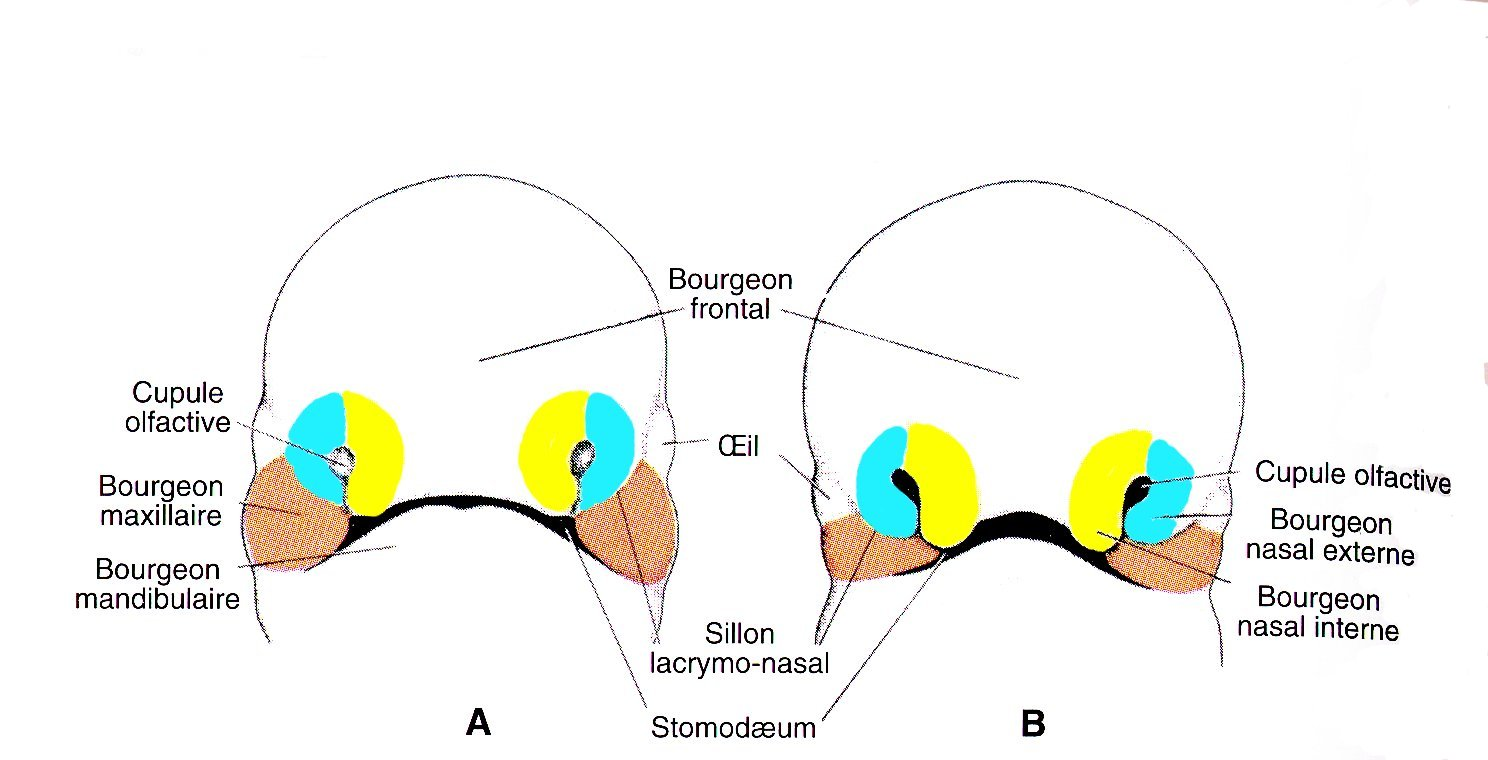 Bourgeon
frontal
Cupule
olfactive
Œil
Bourgeon
maxillaire
Cupule olfactive
Bourgeon
nasal externe
Bourgeon
mandibulaire
Bourgeon
nasal interne
Sillon
lacrymo-nasal
Stomodæum
A
B